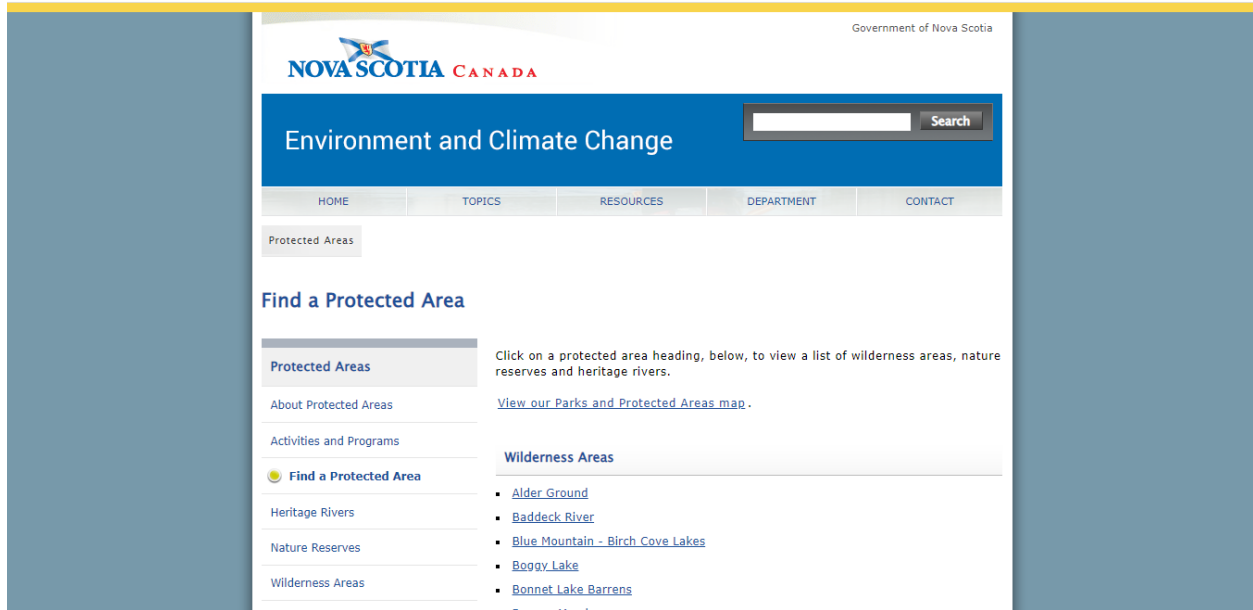 Government of Nova Scotia
NOVA SCOTIA CANADA
Environment and Climate Change
Search
HOME
TOPICS
RESOURCES
DEPARTMENT
CONTACT
Protected Areas
Find a Protected Area
Protected Areas
About Protected Areas
Activities and Programs
Find a Protected Area
Heritage Rivers
Nature Reserves
Wilderness Areas
Click on a protected area heading, below, to view a list of wilderness areas, nature
reserves and heritage rivers.
View our Parks and Protected Areas map.
Wilderness Areas
Alder Ground
Baddeck River
Blue Mountain - Birch Cove Lakes
Boggy Lake
Bonnet Lake Barrens